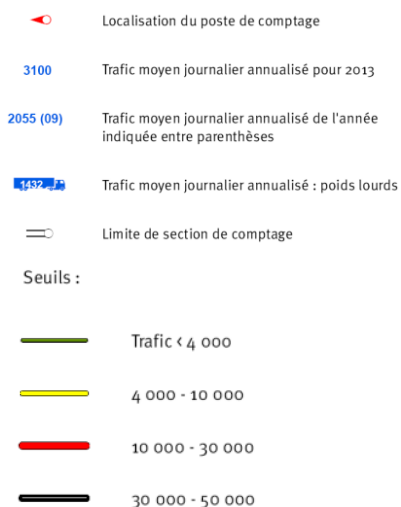 Localisation du poste de comptage
3100 Trafic moyen journalier annualisé pour 2013
2055 (09) Trafic moyen journalier annualisé de l'année
indiquée entre parenthèses
1432 Trafic moyen journalier annualisé : poids lourds
Limite de section de comptage
Seuils :
Trafic < 4 000
4 000 - 10 000
10 000 - 30 000
30 000 - 50 000